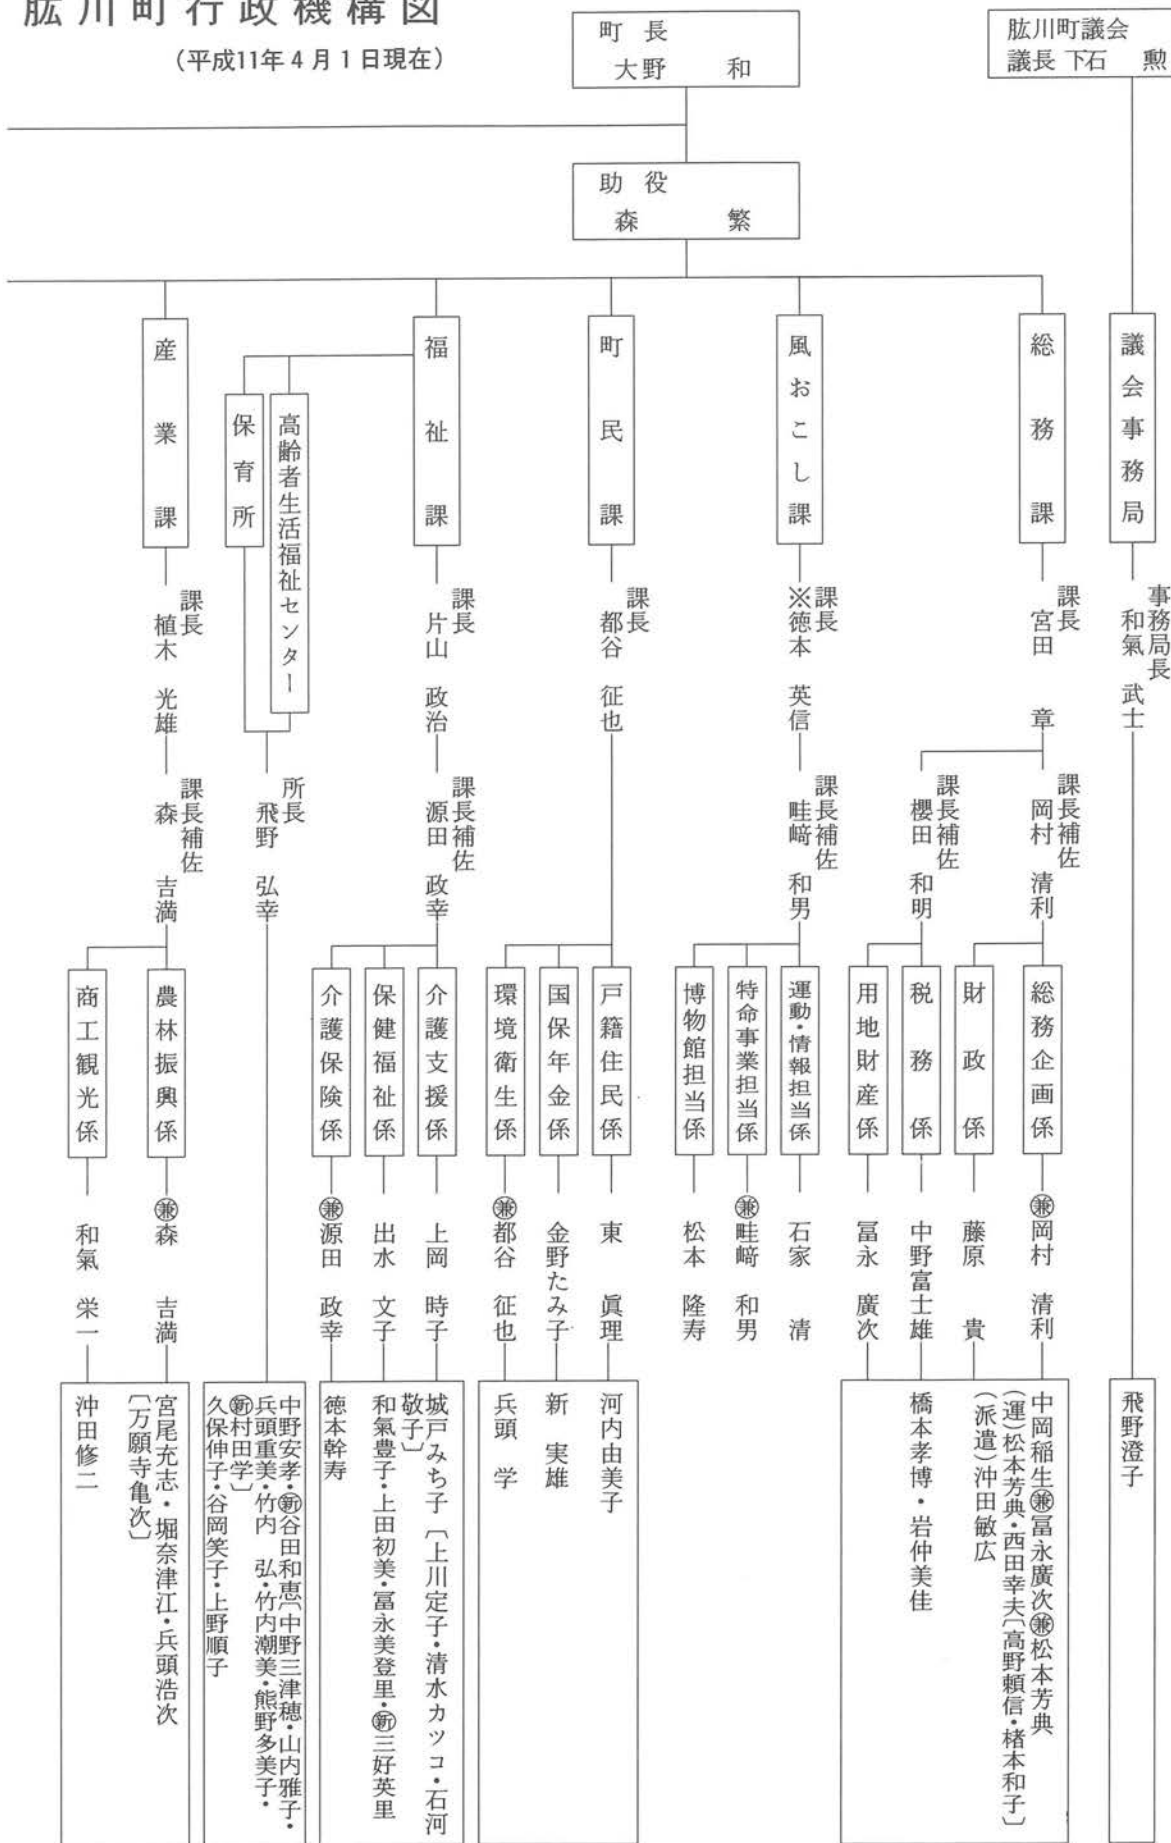 肱川町行政機構図
（平成11年４月１日現在）
町長
大野　和
助役
森　繁
肱川町議会
議長 下石　勲
議会事務局
事務局長
和氣　武士
飛野澄子
総務課
課長
宮田　章
課長補佐
岡村　清利
課長補佐
櫻田　和明
総務企画係
㊎岡村　清利
財政係
藤原　貴
税務係
中野富士雄
用地財産係
冨永　廣次
中岡稲生㊎冨永廣次㊎松本芳典
（運）松本芳典・西田幸夫〔高野頼信・楮本和子〕
（派遣）沖田敏広
橋本孝博・岩仲美佳
風おこし課
課長
※徳本　英信
課長補佐
畦﨑　和男
運動・情報担当係
石家　清
特命事業担当係
㊎畦﨑　和男
博物館担当係
松本　隆寿
町民課
課長
都谷　征也
戸籍住民係
東　眞理
国保年金係
金野たみ子
環境衛生係
㊎都谷　征也
河内由美子
新　実雄
兵頭　学
福祉課
課長
片山　政治
課長補佐
源田　政幸
介護支援係
上岡　時子
保健福祉係
出水　文子
介護保険係
㊎源田　政幸
城戸みち子〔上川定子・清水カツコ・石河
敬子〕
和氣豊子・上田初美・冨永美登里・㊟三好英里
徳本幹寿
高齢者生活福祉センター
保育所
所長
飛野　弘幸
中野安孝・㊟谷田和恵〔中野三津穂・山内雅子・
兵頭重美・竹内　弘・竹内潮美・熊野多美子・
㊟村田学〕
久保伸子・谷岡笑子・上野順子
産業課
課長
植木　光雄
課長補佐
森　吉満
農林振興係
㊎森　吉満
商工観光係
和氣　栄一
宮尾充志・堀奈津江・兵頭浩次
〔万願寺亀次〕
沖田修二